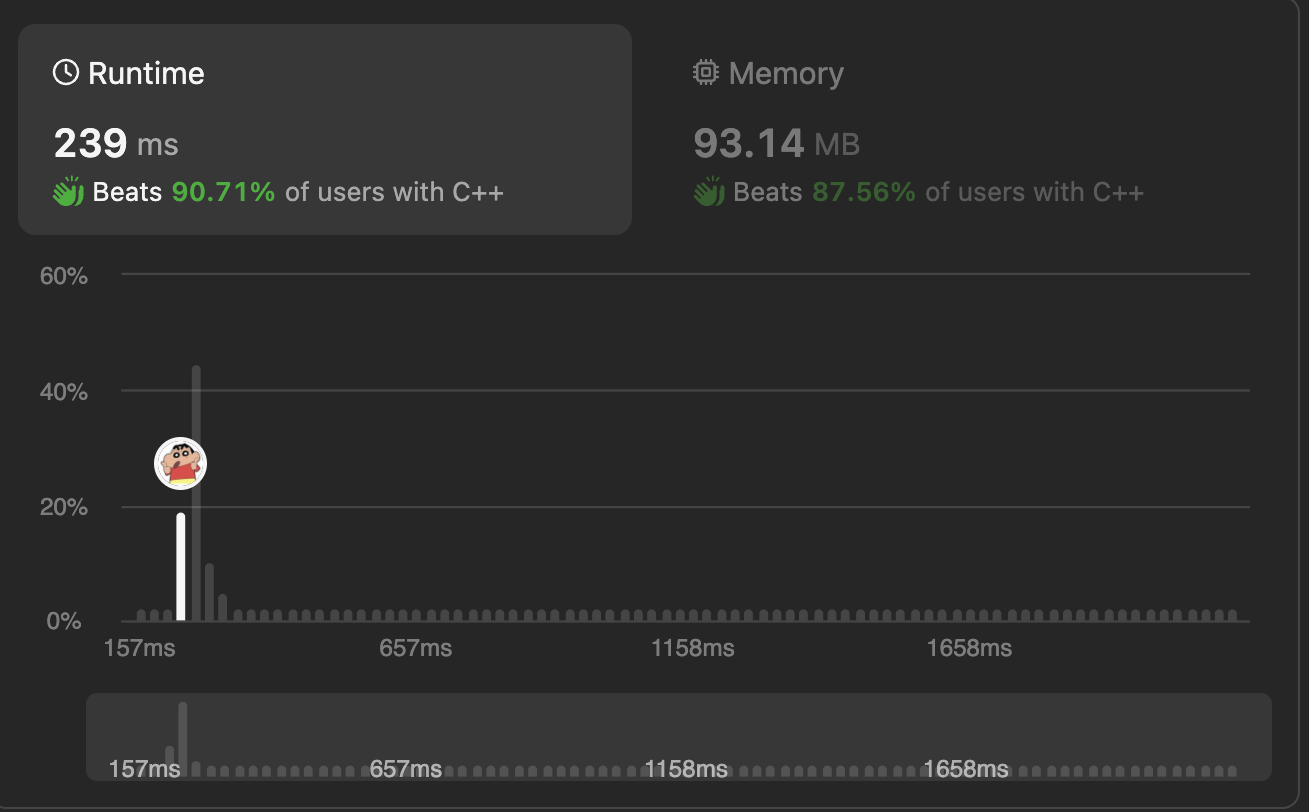 Runtime
239 ms
Beats 90.71% of users with C++
Memory
93.14 MB
Beats 87.56% of users with C++
60%
40%
20%
0%
157ms 657ms 1158ms 1658ms
157ms 657ms 1158ms 1658ms